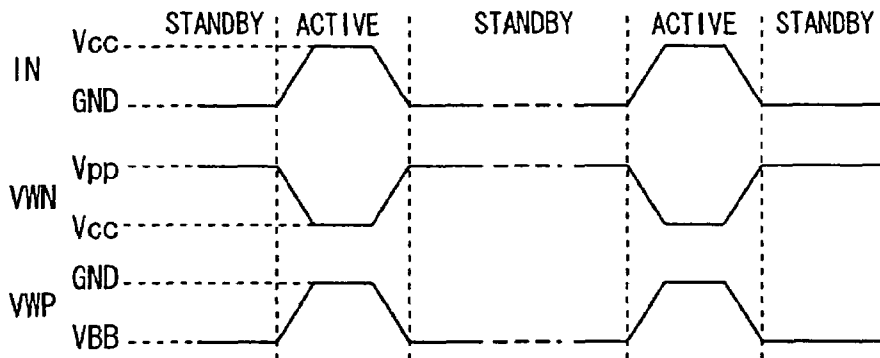 STANDBY ACTIVE STANDBY ACTIVE STANDBY
IN Vcc
GND
VWN Vpp
Vcc
VWP GND
VBB